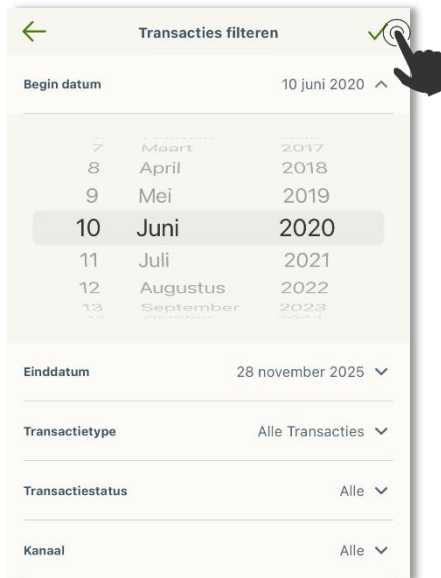 Transacties filteren
Begin datum 10 juni 2020
7 Maart 2017
8 April 2018
9 Mei 2019
10 Juni 2020
11 Juli 2021
12 Augustus 2022
13 September 2023
Einddatum 28 november 2025
Transactietype Alle Transacties
Transactiestatus Alle
Kanaal Alle